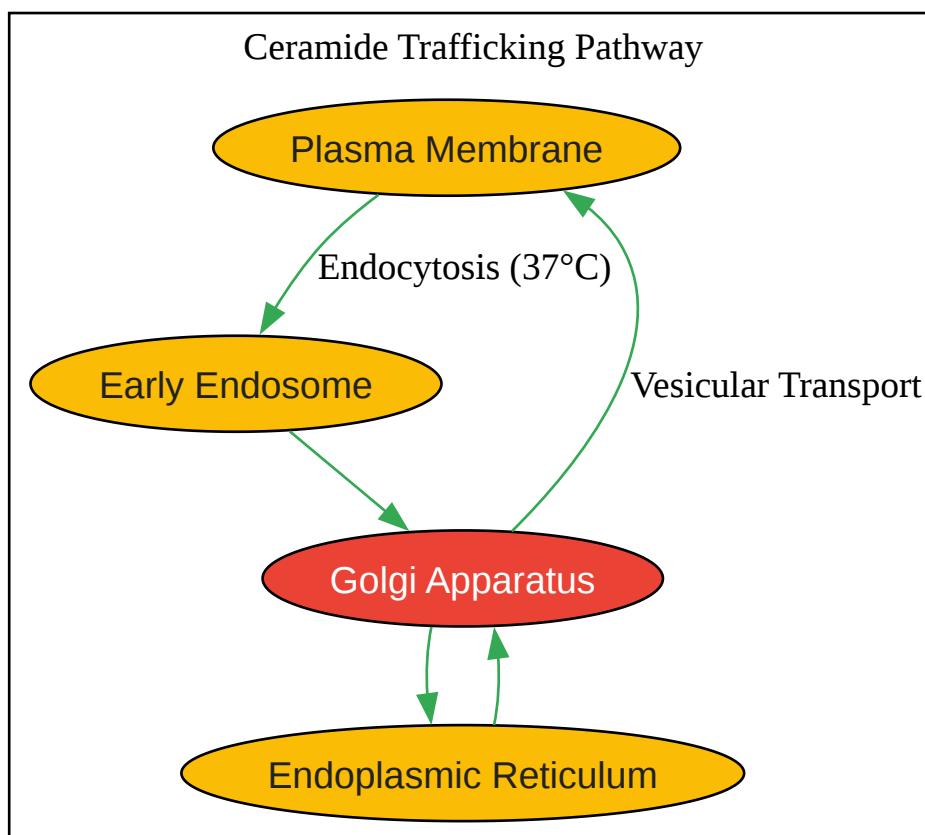 Ceramide Trafficking Pathway
Plasma Membrane
Endocytosis (37°C)
Early Endosome
Vesicular Transport
Golgi Apparatus
Endoplasmic Reticulum